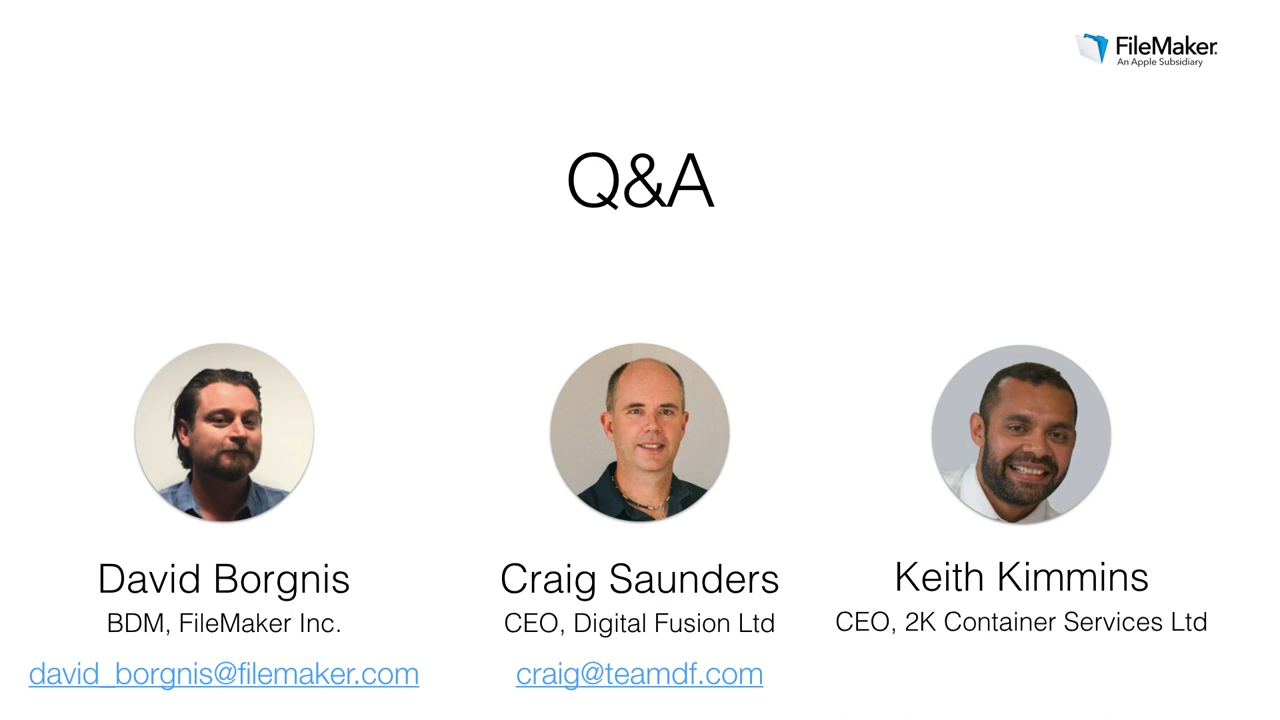 FileMaker
An Apple Subsidiary
Q&A
David Borgnis
Craig Saunders
Keith Kimmins
BDM, FileMaker Inc.
CEO, Digital Fusion Ltd
CEO, 2K Container Services Ltd
david_borgnis@filemaker.com
craig@teamdf.com